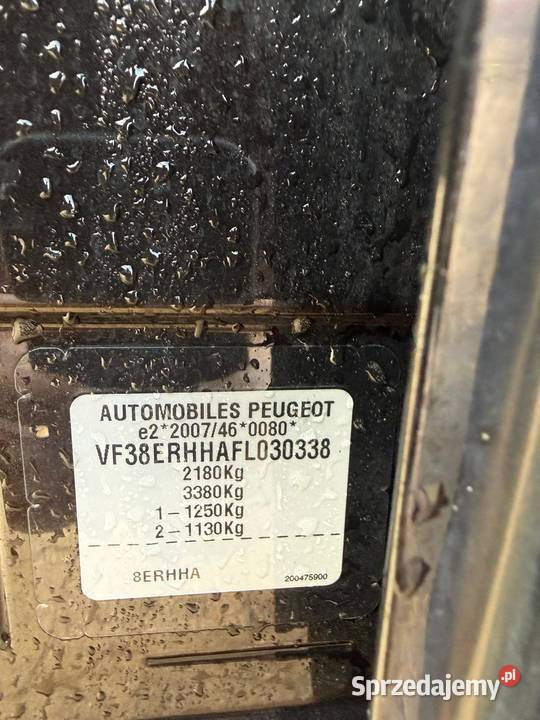 AUTOMOBILES PEUGEOT
e2*2007/46*0080*
VF38ERHHAFL030338
2180Kg
3380Kg
1-1250Kg
2-1130Kg
8ERHHA
200475900
Sprzedajemy.pl